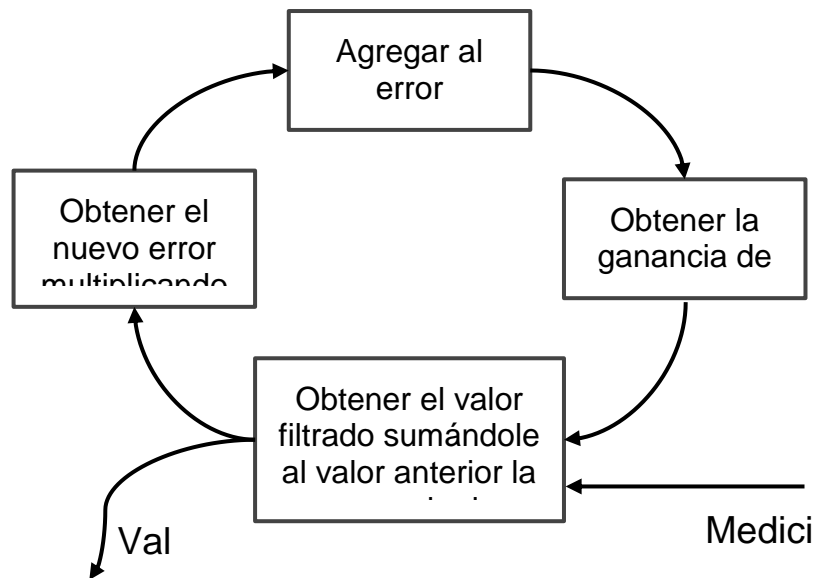 Agregar al
error
Obtener el
nuevo error
multiplicando
Obtener la
ganancia de
Obtener el valor
filtrado sumándole
al valor anterior la
Val
Medici